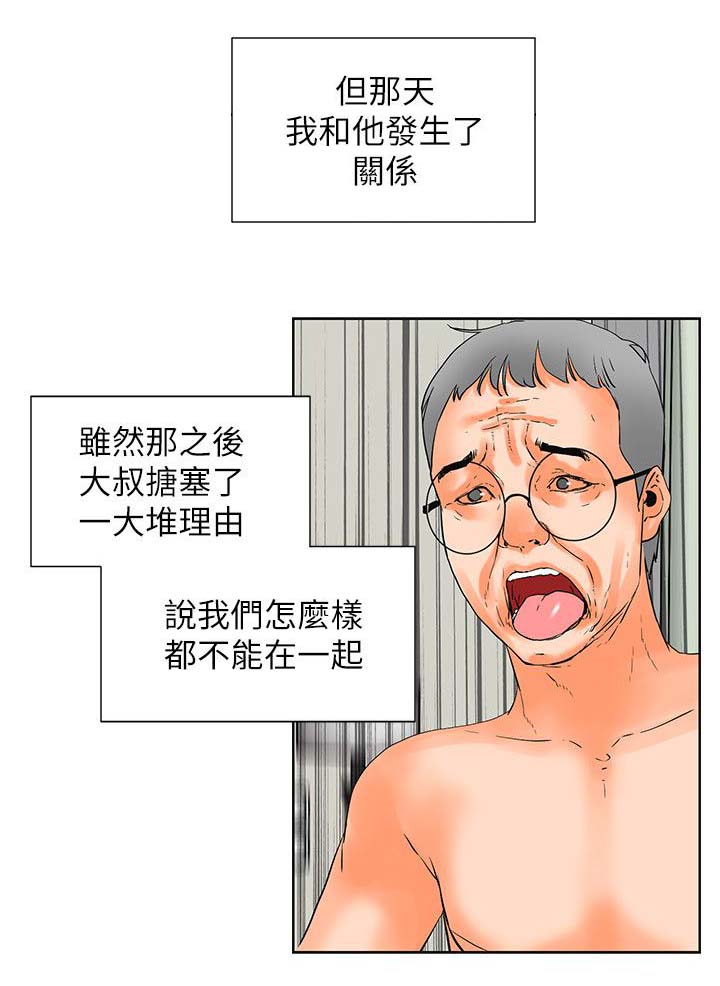 但那天
我和他發生了
關係
雖然那之後
大叔搪塞了
一大堆理由
說我們怎麼樣
都不能在一起